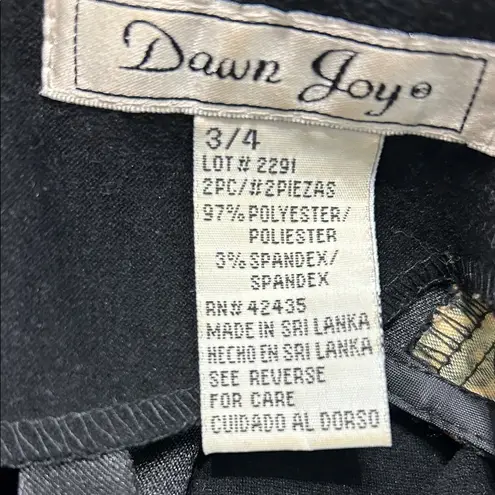 Dawn Joy®
3/4
LOT # 2291
2PC/#2PIEZAS
97% POLYESTER/
POLIESTER
3% SPANDEX/
SPANDEX
RN# 42435
MADE IN SRI LANKA
HECHO EN SRI LANKA
SEE REVERSE
FOR CARE
CUIDADO AL DORSO